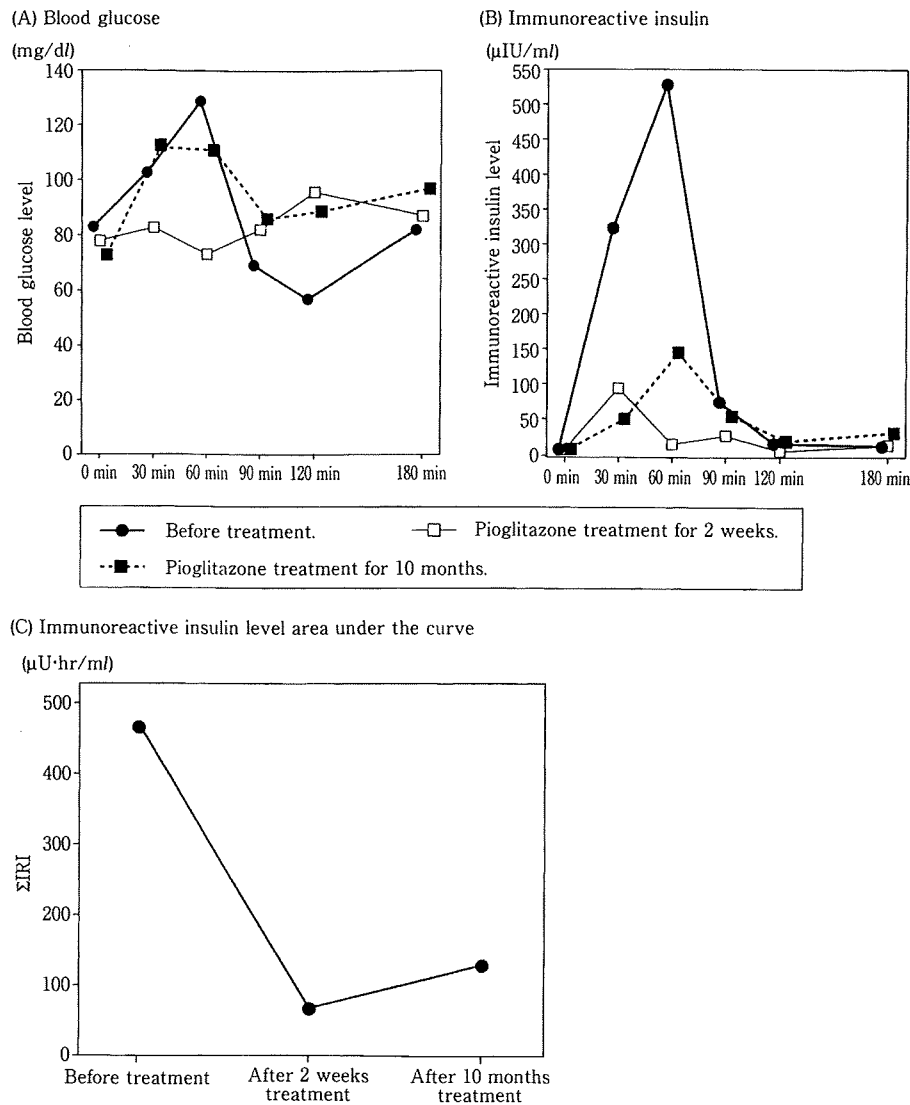 (A) Blood glucose
(mg/dl)
140
120
100
80
60
40
20
0
Blood glucose level
0 min 30 min 60 min 90 min 120 min 180 min
(B) Immunoreactive insulin
(μIU/ml)
550
500
450
400
350
300
250
200
150
100
50
0
Immunoreactive insulin level
0 min 30 min 60 min 90 min 120 min 180 min
Before treatment.
Pioglitazone treatment for 2 weeks.
Pioglitazone treatment for 10 months.
(C) Immunoreactive insulin level area under the curve
(μU·hr/ml)
500
400
300
200
100
0
ΣIRI
Before treatment
After 2 weeks
treatment
After 10 months
treatment